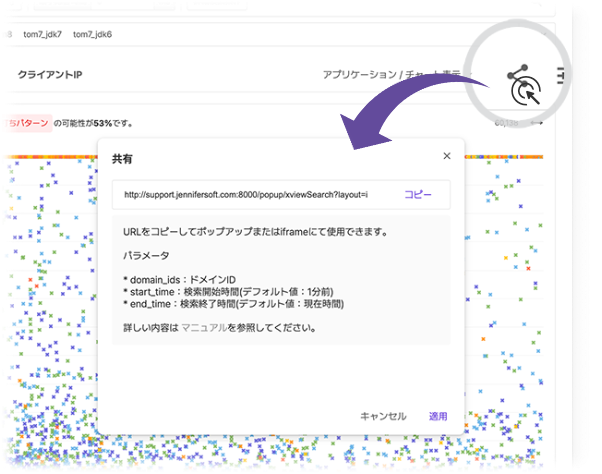 tom7_jdk7 tom7_jdk6
クライアントIP アプリケーション / チャート表示
パターン の可能性が53%です。
共有
http://support.jennifersoft.com:8000/popup/xviewSearch?layout=i コピー
URLをコピーしてポップアップまたはiframeにて使用できます。
パラメータ
* domain_ids：ドメインID
* start_time：検索開始時間(デフォルト値：1分前)
* end_time：検索終了時間(デフォルト値：現在時間)
詳しい内容は マニュアルを参照してください。
キャンセル 適用